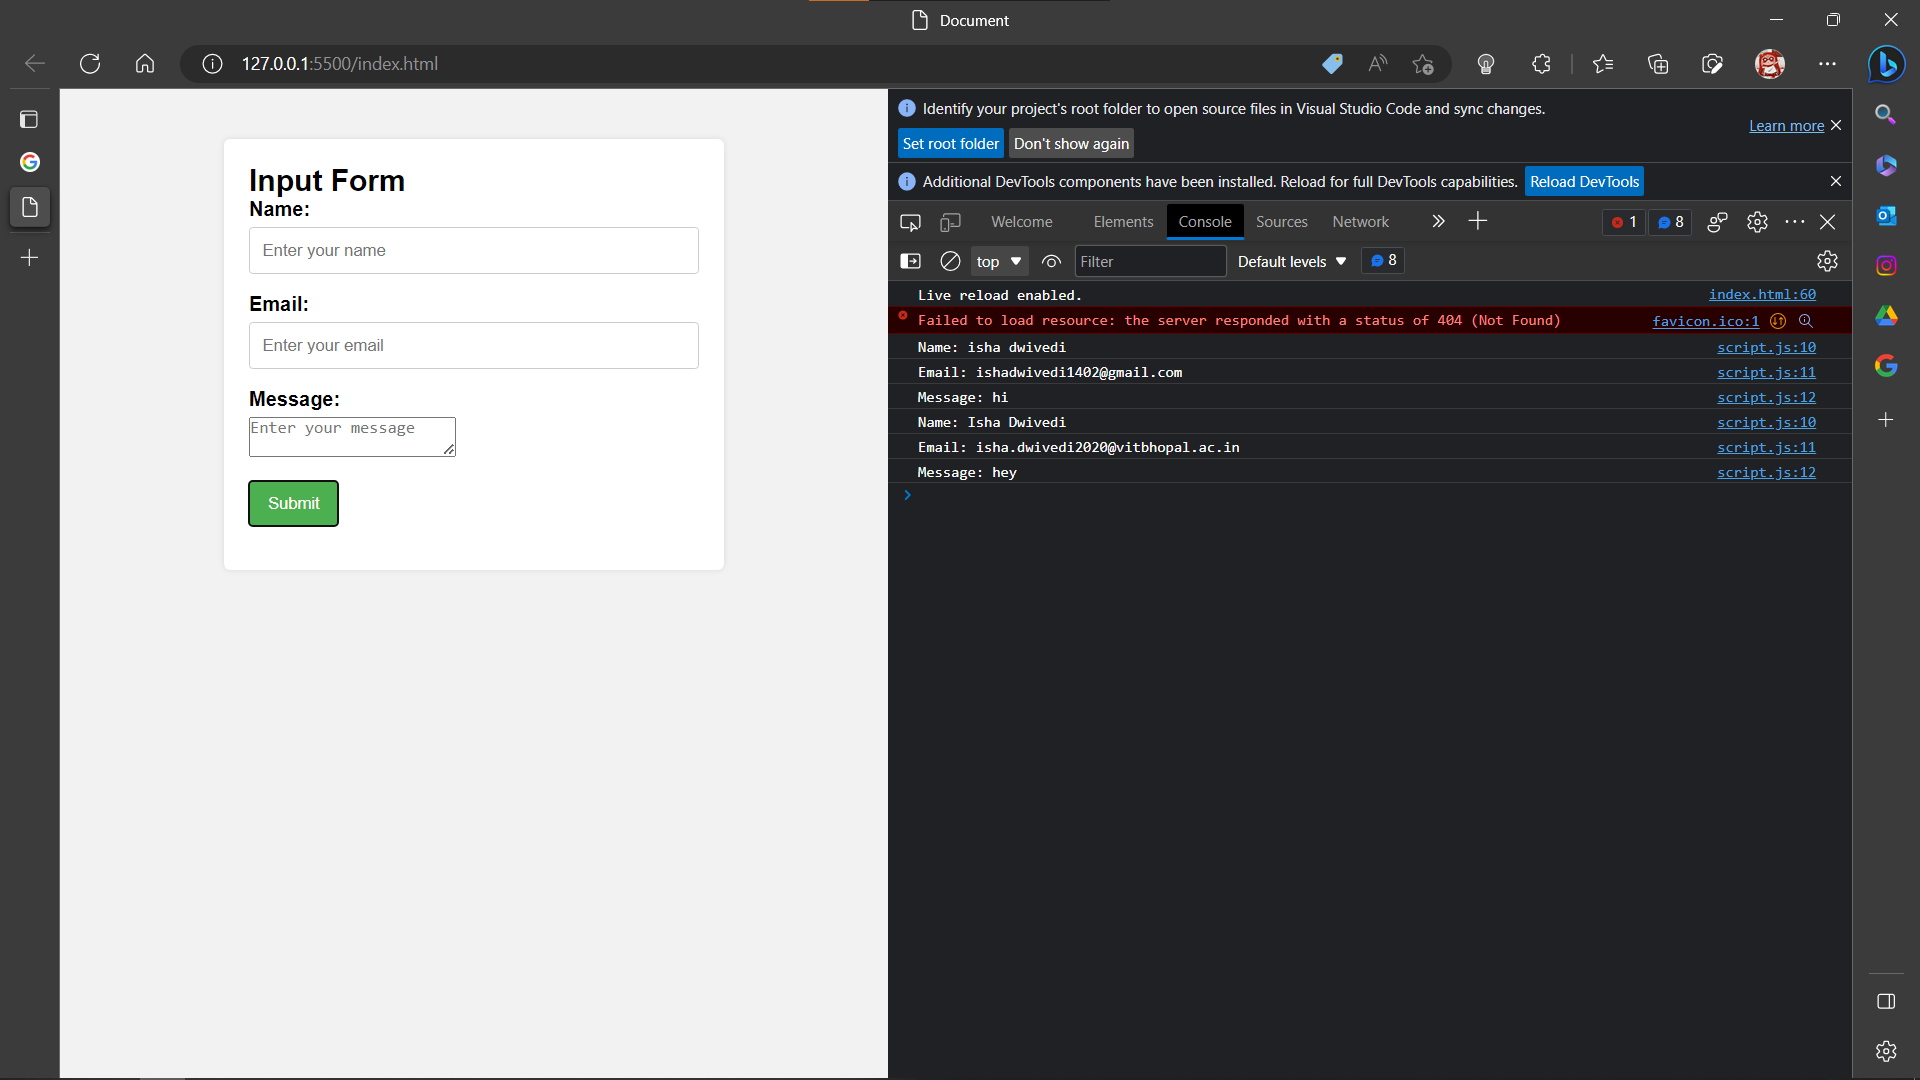 Document
127.0.0.1:5500/index.html
Input Form
Name:
Enter your name
Email:
Enter your email
Message:
Enter your message
Submit
Identify your project's root folder to open source files in Visual Studio Code and sync changes.
Learn more
Set root folder Don't show again
Additional DevTools components have been installed. Reload for full DevTools capabilities. Reload DevTools
Welcome Elements Console Sources Network 1 8
top Filter Default levels 8
Live reload enabled. index.html:60
Failed to load resource: the server responded with a status of 404 (Not Found) favicon.ico:1
Name: isha dwivedi script.js:10
Email: ishadwivedi1402@gmail.com script.js:11
Message: hi script.js:12
Name: Isha Dwivedi script.js:10
Email: isha.dwivedi2020@vitbhopal.ac.in script.js:11
Message: hey script.js:12